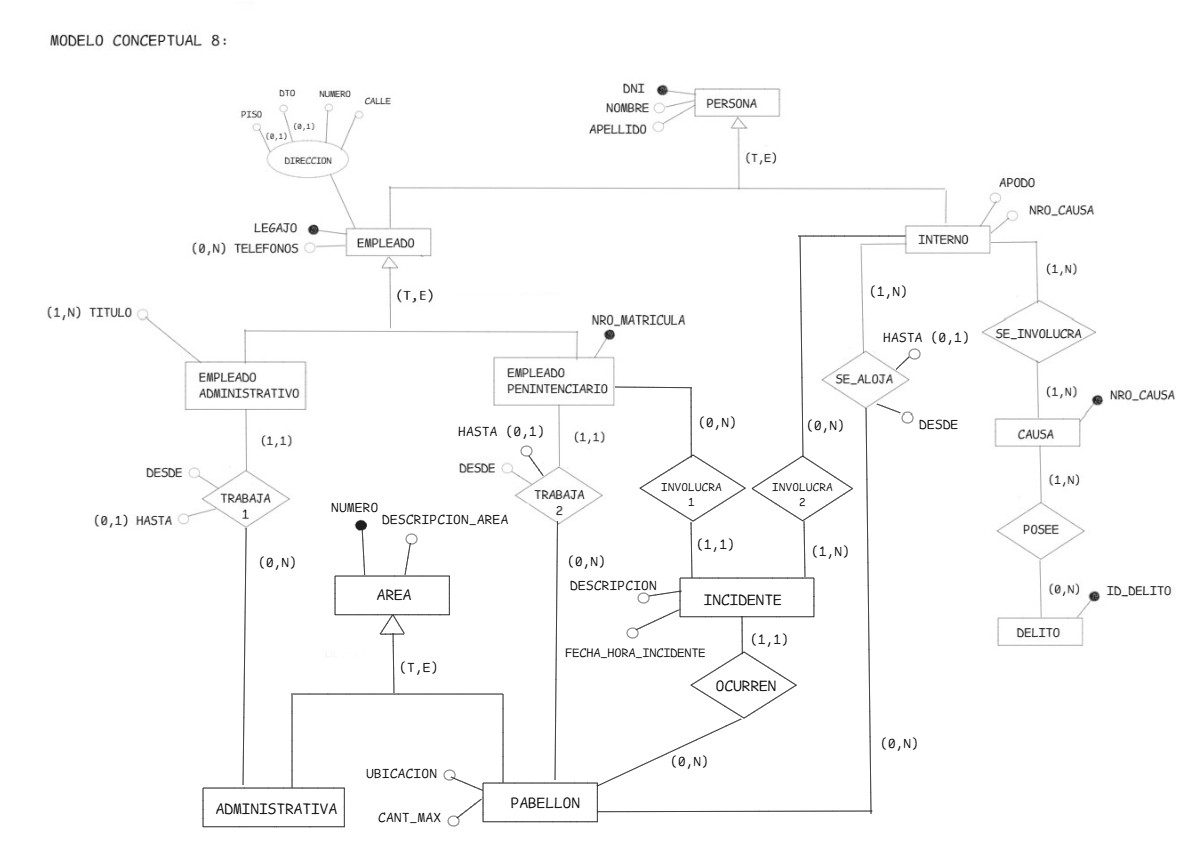 MODELO CONCEPTUAL 8:
DNI
NOMBRE
APELLIDO
PERSONA
(T,E)
PISO
DTO
NUMERO
CALLE
(0,1)
(0,1)
DIRECCION
LEGAJO
(0,N) TELEFONOS
EMPLEADO
(T,E)
APODO
NRO_CAUSA
INTERNO
(1,N)
(1,N)
SE_INVOLUCRA
(1,N)
NRO_CAUSA
CAUSA
(1,N)
POSEE
(0,N)
ID_DELITO
DELITO
HASTA (0,1)
SE_ALOJA
DESDE
(0,N)
(1,N) TITULO
EMPLEADO
ADMINISTRATIVO
(1,1)
DESDE
(0,1) HASTA
TRABAJA
1
(0,N)
NRO_MATRICULA
EMPLEADO
PENINTENCIARIO
HASTA (0,1)
(1,1)
DESDE
TRABAJA
2
(0,N)
(0,N)
INVOLUCRA
1
(1,1)
(0,N)
INVOLUCRA
2
(1,N)
NUMERO
DESCRIPCION_AREA
AREA
(T,E)
DESCRIPCION
FECHA_HORA_INCIDENTE
INCIDENTE
(1,1)
OCURREN
(0,N)
UBICACION
CANT_MAX
PABELLON
ADMINISTRATIVA